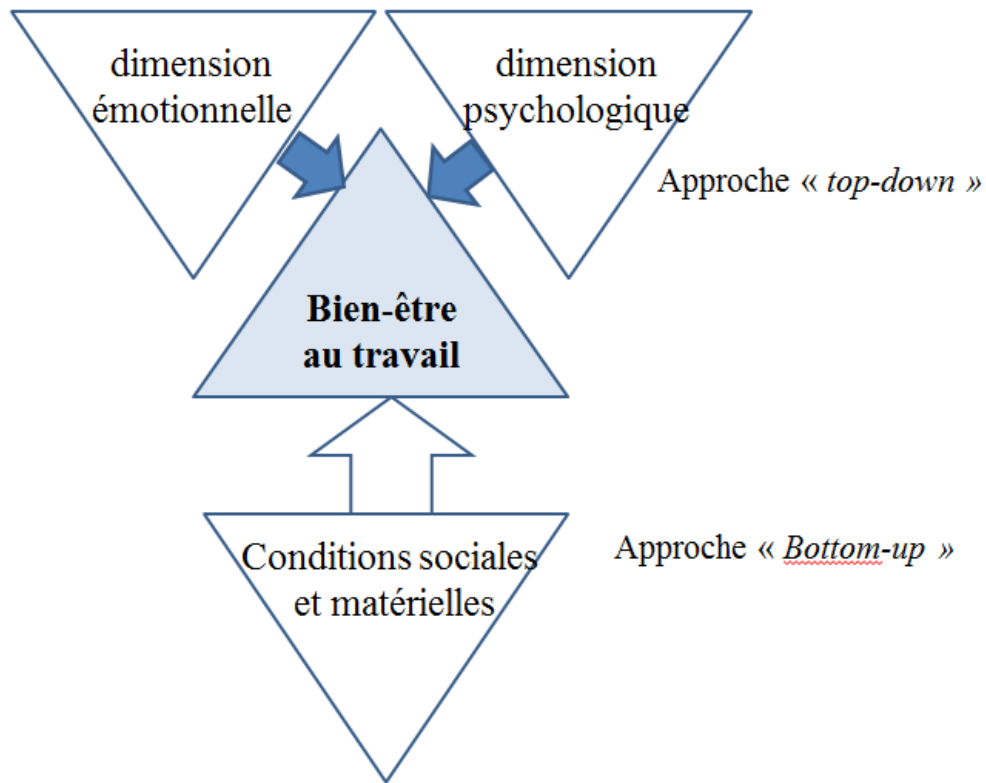 dimension
émotionnelle
dimension
psychologique
Approche « top-down »
Bien-être
au travail
Approche « Bottom-up »
Conditions sociales
et matérielles